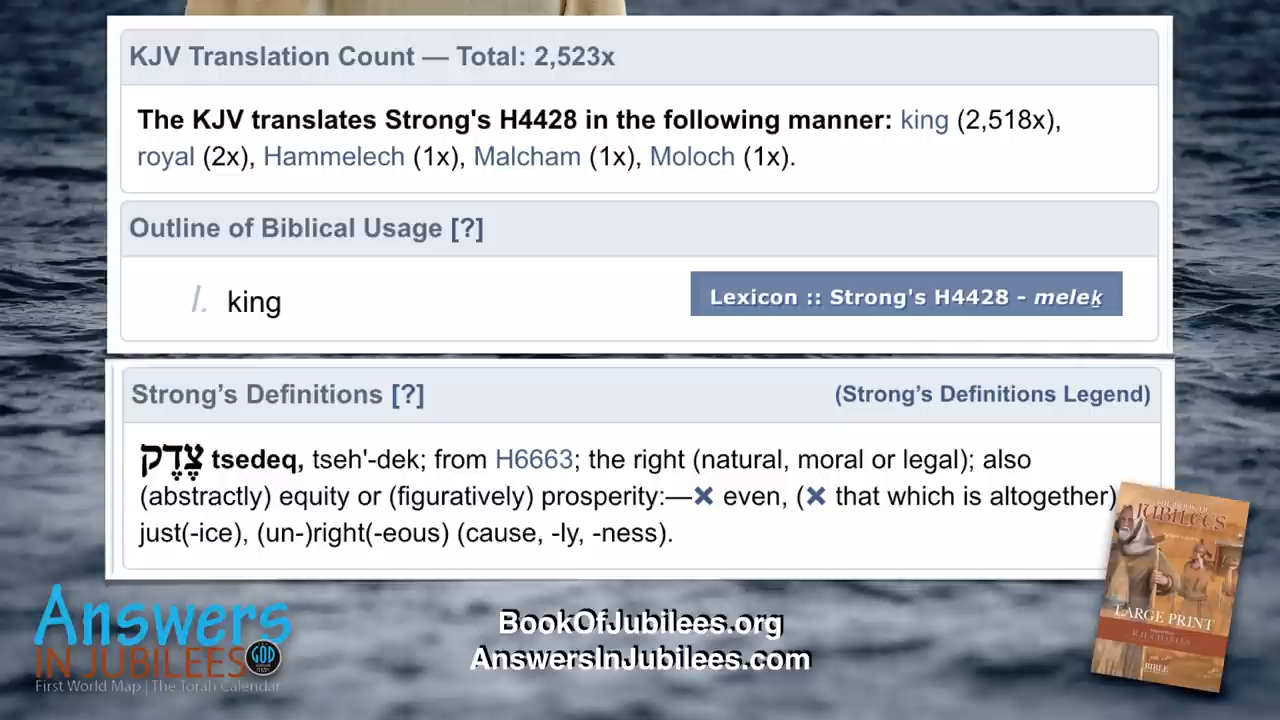 KJV Translation Count — Total: 2,523x
The KJV translates Strong's H4428 in the following manner: king (2,518x),
royal (2x), Hammelech (1x), Malcham (1x), Moloch (1x).
Outline of Biblical Usage [?]
I. king
Lexicon :: Strong's H4428 - meleḵ
Strong's Definitions [?]
(Strong's Definitions Legend)
צֶדֶק tsedeq, tseh'-dek; from H6663; the right (natural, moral or legal); also
(abstractly) equity or (figuratively) prosperity:—✕ even, (✕ that which is altogether)
just(-ice), (un-)right(-eous) (cause, -ly, -ness).
JUBILEES
LARGE PRINT
R.H. CHARLES
BIBLE
Answers
IN JUBILEES
GOD
First World Map | The Torah Calendar
BookOfJubilees.org
AnswersInJubilees.com